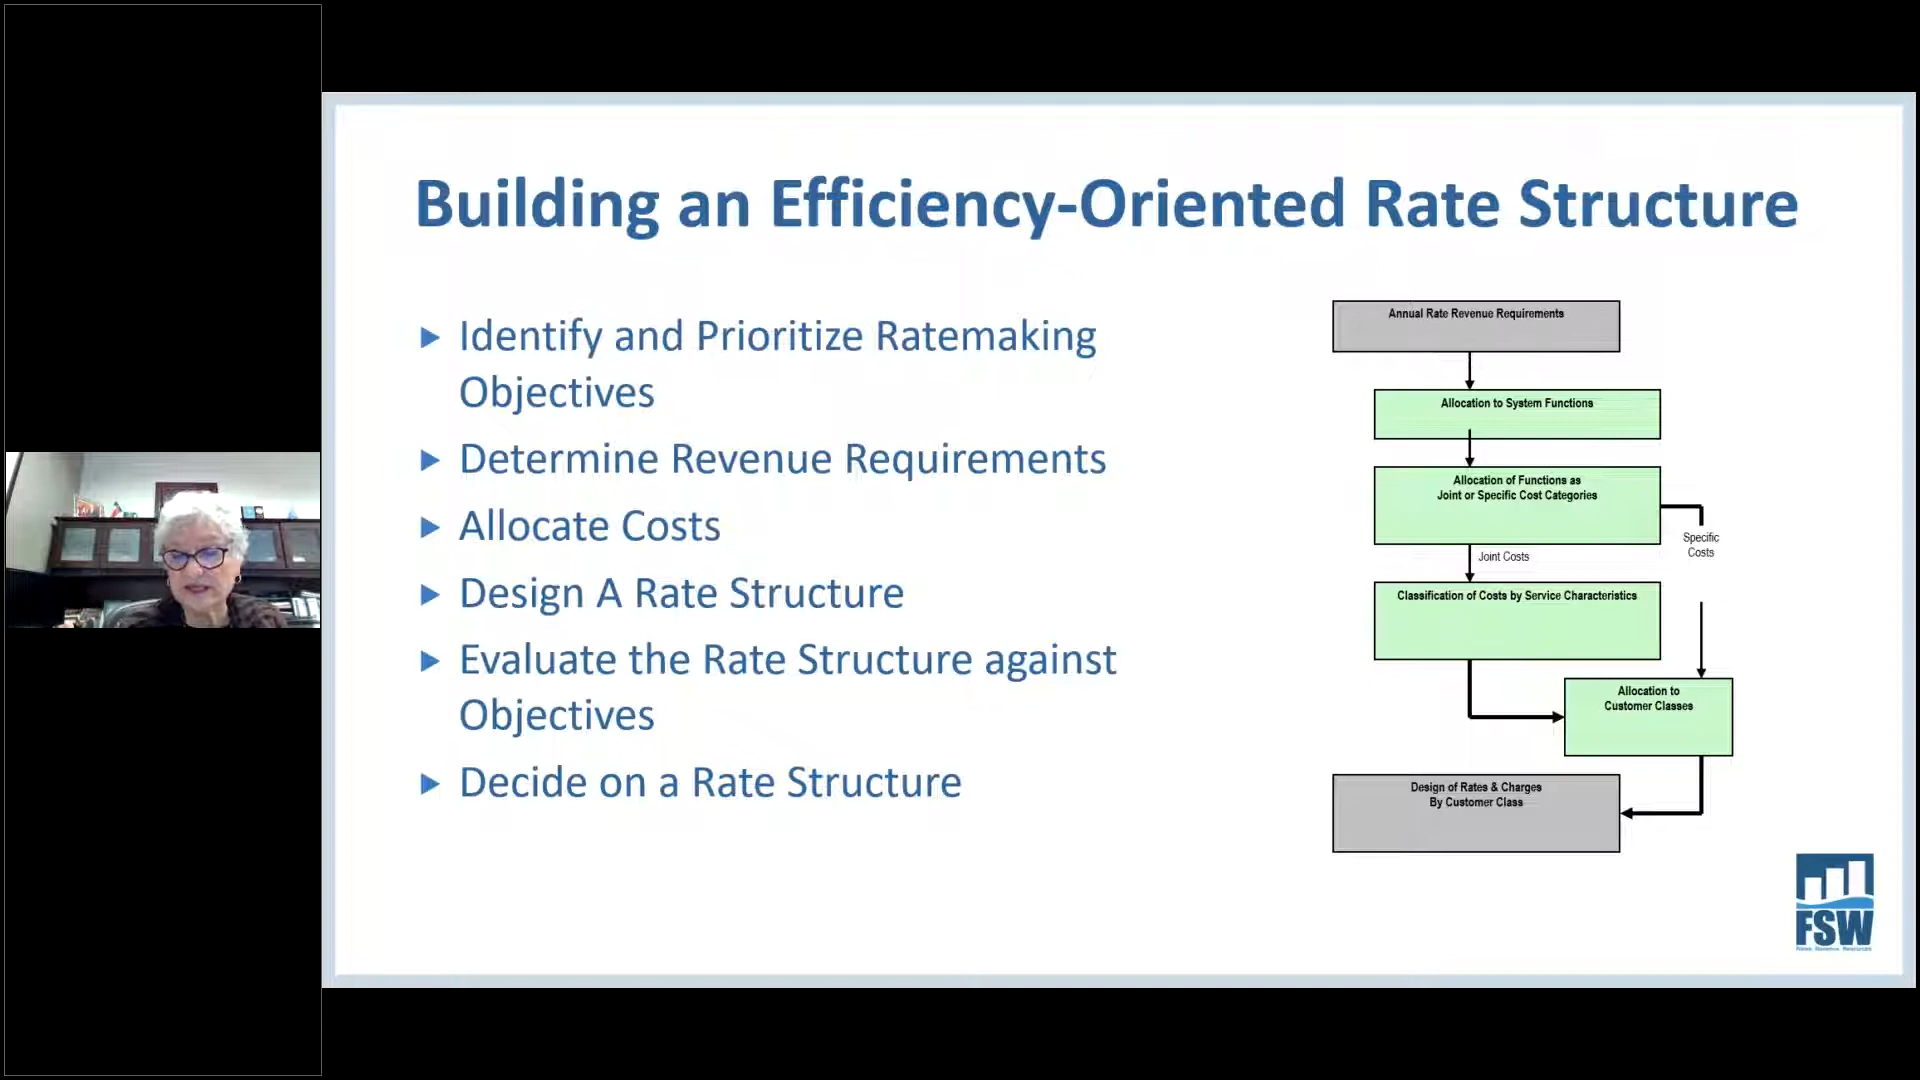 Building an Efficiency-Oriented Rate Structure
Identify and Prioritize Ratemaking
Objectives
Determine Revenue Requirements
Allocate Costs
Design A Rate Structure
Evaluate the Rate Structure against
Objectives
Decide on a Rate Structure
Annual Rate Revenue Requirements
Allocation to System Functions
Allocation of Functions as
Joint or Specific Cost Categories
Specific
Costs
Joint Costs
Classification of Costs by Service Characteristics
Allocation to
Customer Classes
Design of Rates & Charges
By Customer Class
FSW